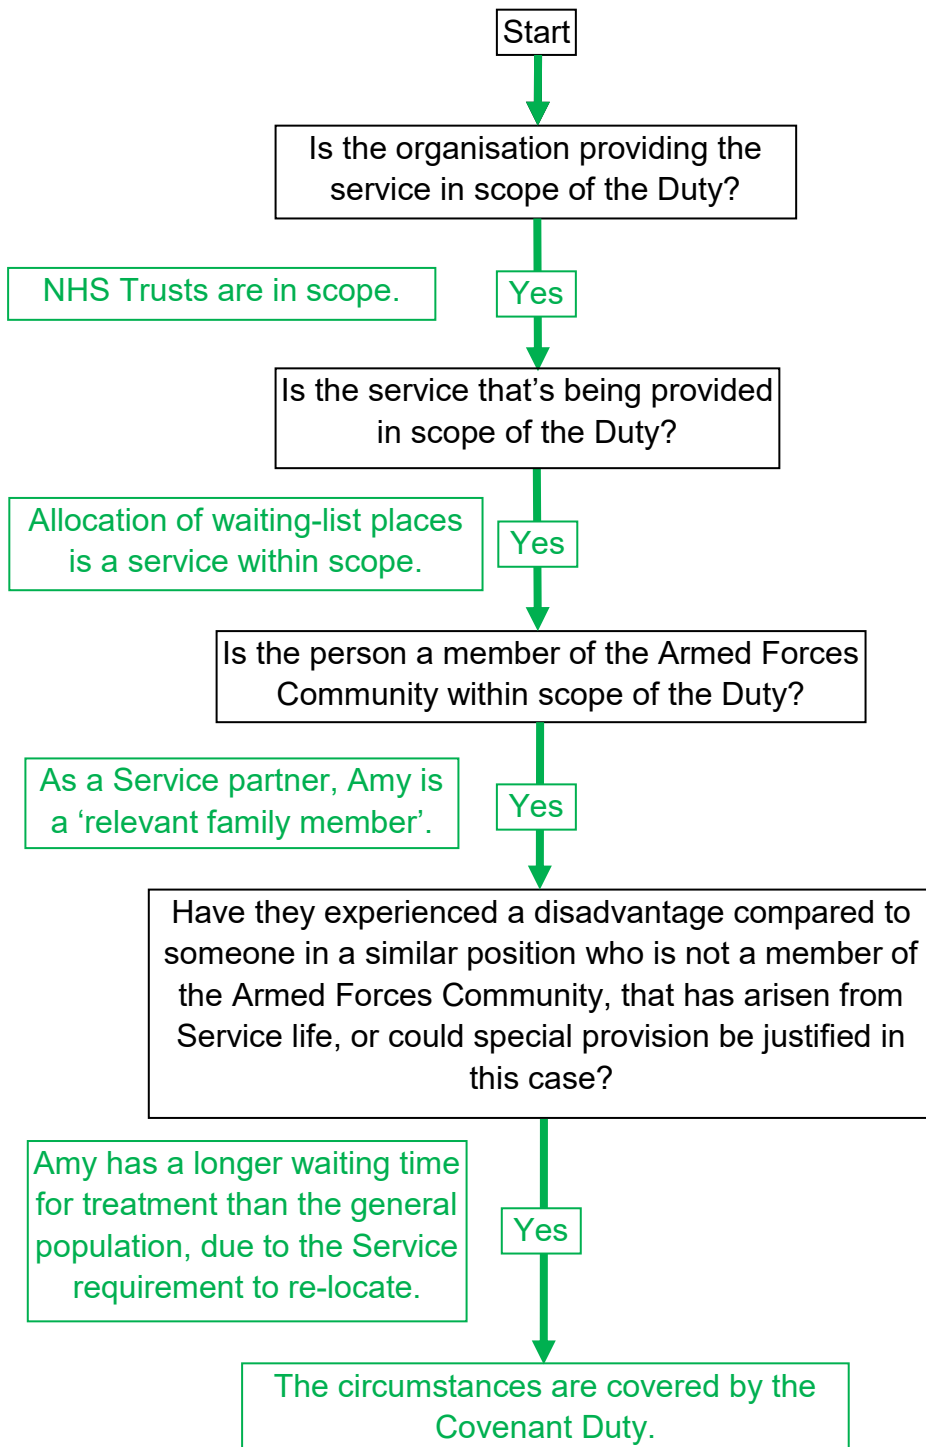 Start
Is the organisation providing the
service in scope of the Duty?
NHS Trusts are in scope.
Yes
Is the service that’s being provided
in scope of the Duty?
Allocation of waiting-list places
is a service within scope.
Yes
Is the person a member of the Armed Forces
Community within scope of the Duty?
As a Service partner, Amy is
a ‘relevant family member’.
Yes
Have they experienced a disadvantage compared to
someone in a similar position who is not a member of
the Armed Forces Community, that has arisen from
Service life, or could special provision be justified in
this case?
Amy has a longer waiting time
for treatment than the general
population, due to the Service
requirement to re-locate.
Yes
The circumstances are covered by the
Covenant Duty.